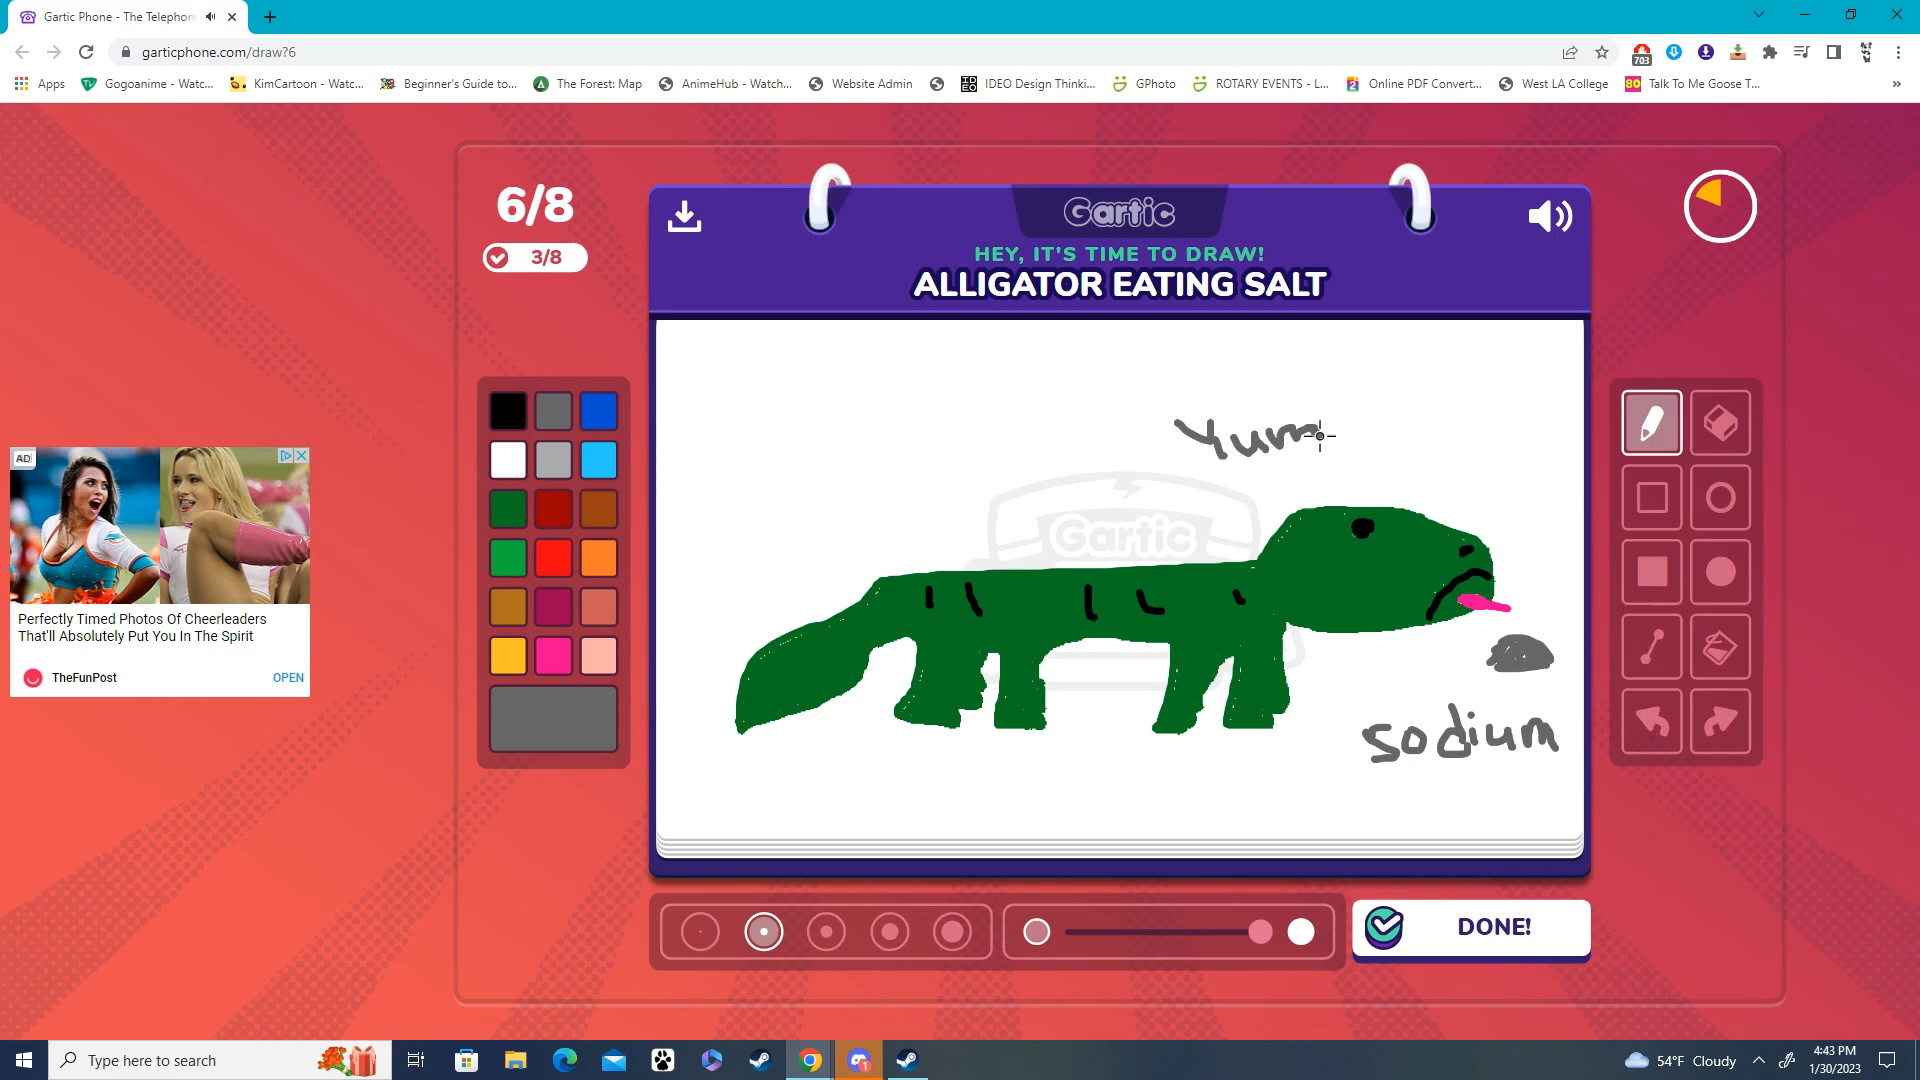 Gartic Phone - The Telephon
garticphone.com/draw?6
703
Apps
Gogoanime - Watc...
KimCartoon - Watc...
Beginner's Guide to...
The Forest: Map
AnimeHub - Watch...
Website Admin
IDEO Design Thinki...
GPhoto
ROTARY EVENTS - L...
Online PDF Convert...
West LA College
80 Talk To Me Goose T...
6/8
3/8
Gartic
HEY, IT'S TIME TO DRAW!
ALLIGATOR EATING SALT
Yum
Gartic
sodium
AD
Perfectly Timed Photos Of Cheerleaders
That'll Absolutely Put You In The Spirit
TheFunPost
OPEN
DONE!
Type here to search
1
54°F Cloudy
4:43 PM
1/30/2023